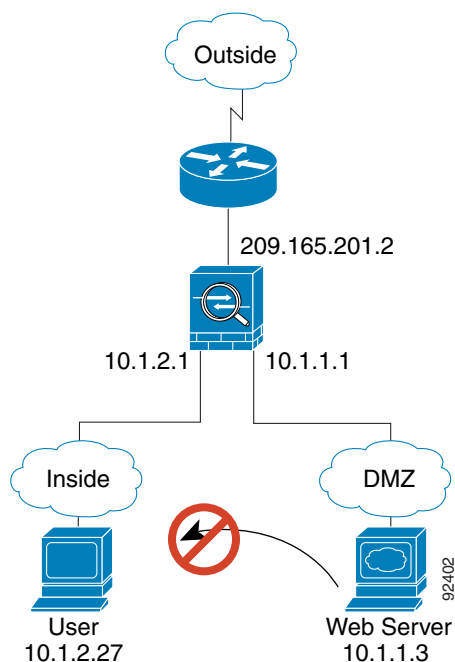 Outside
209.165.201.2
10.1.2.1
10.1.1.1
Inside
DMZ
User
10.1.2.27
Web Server
10.1.1.3
92402